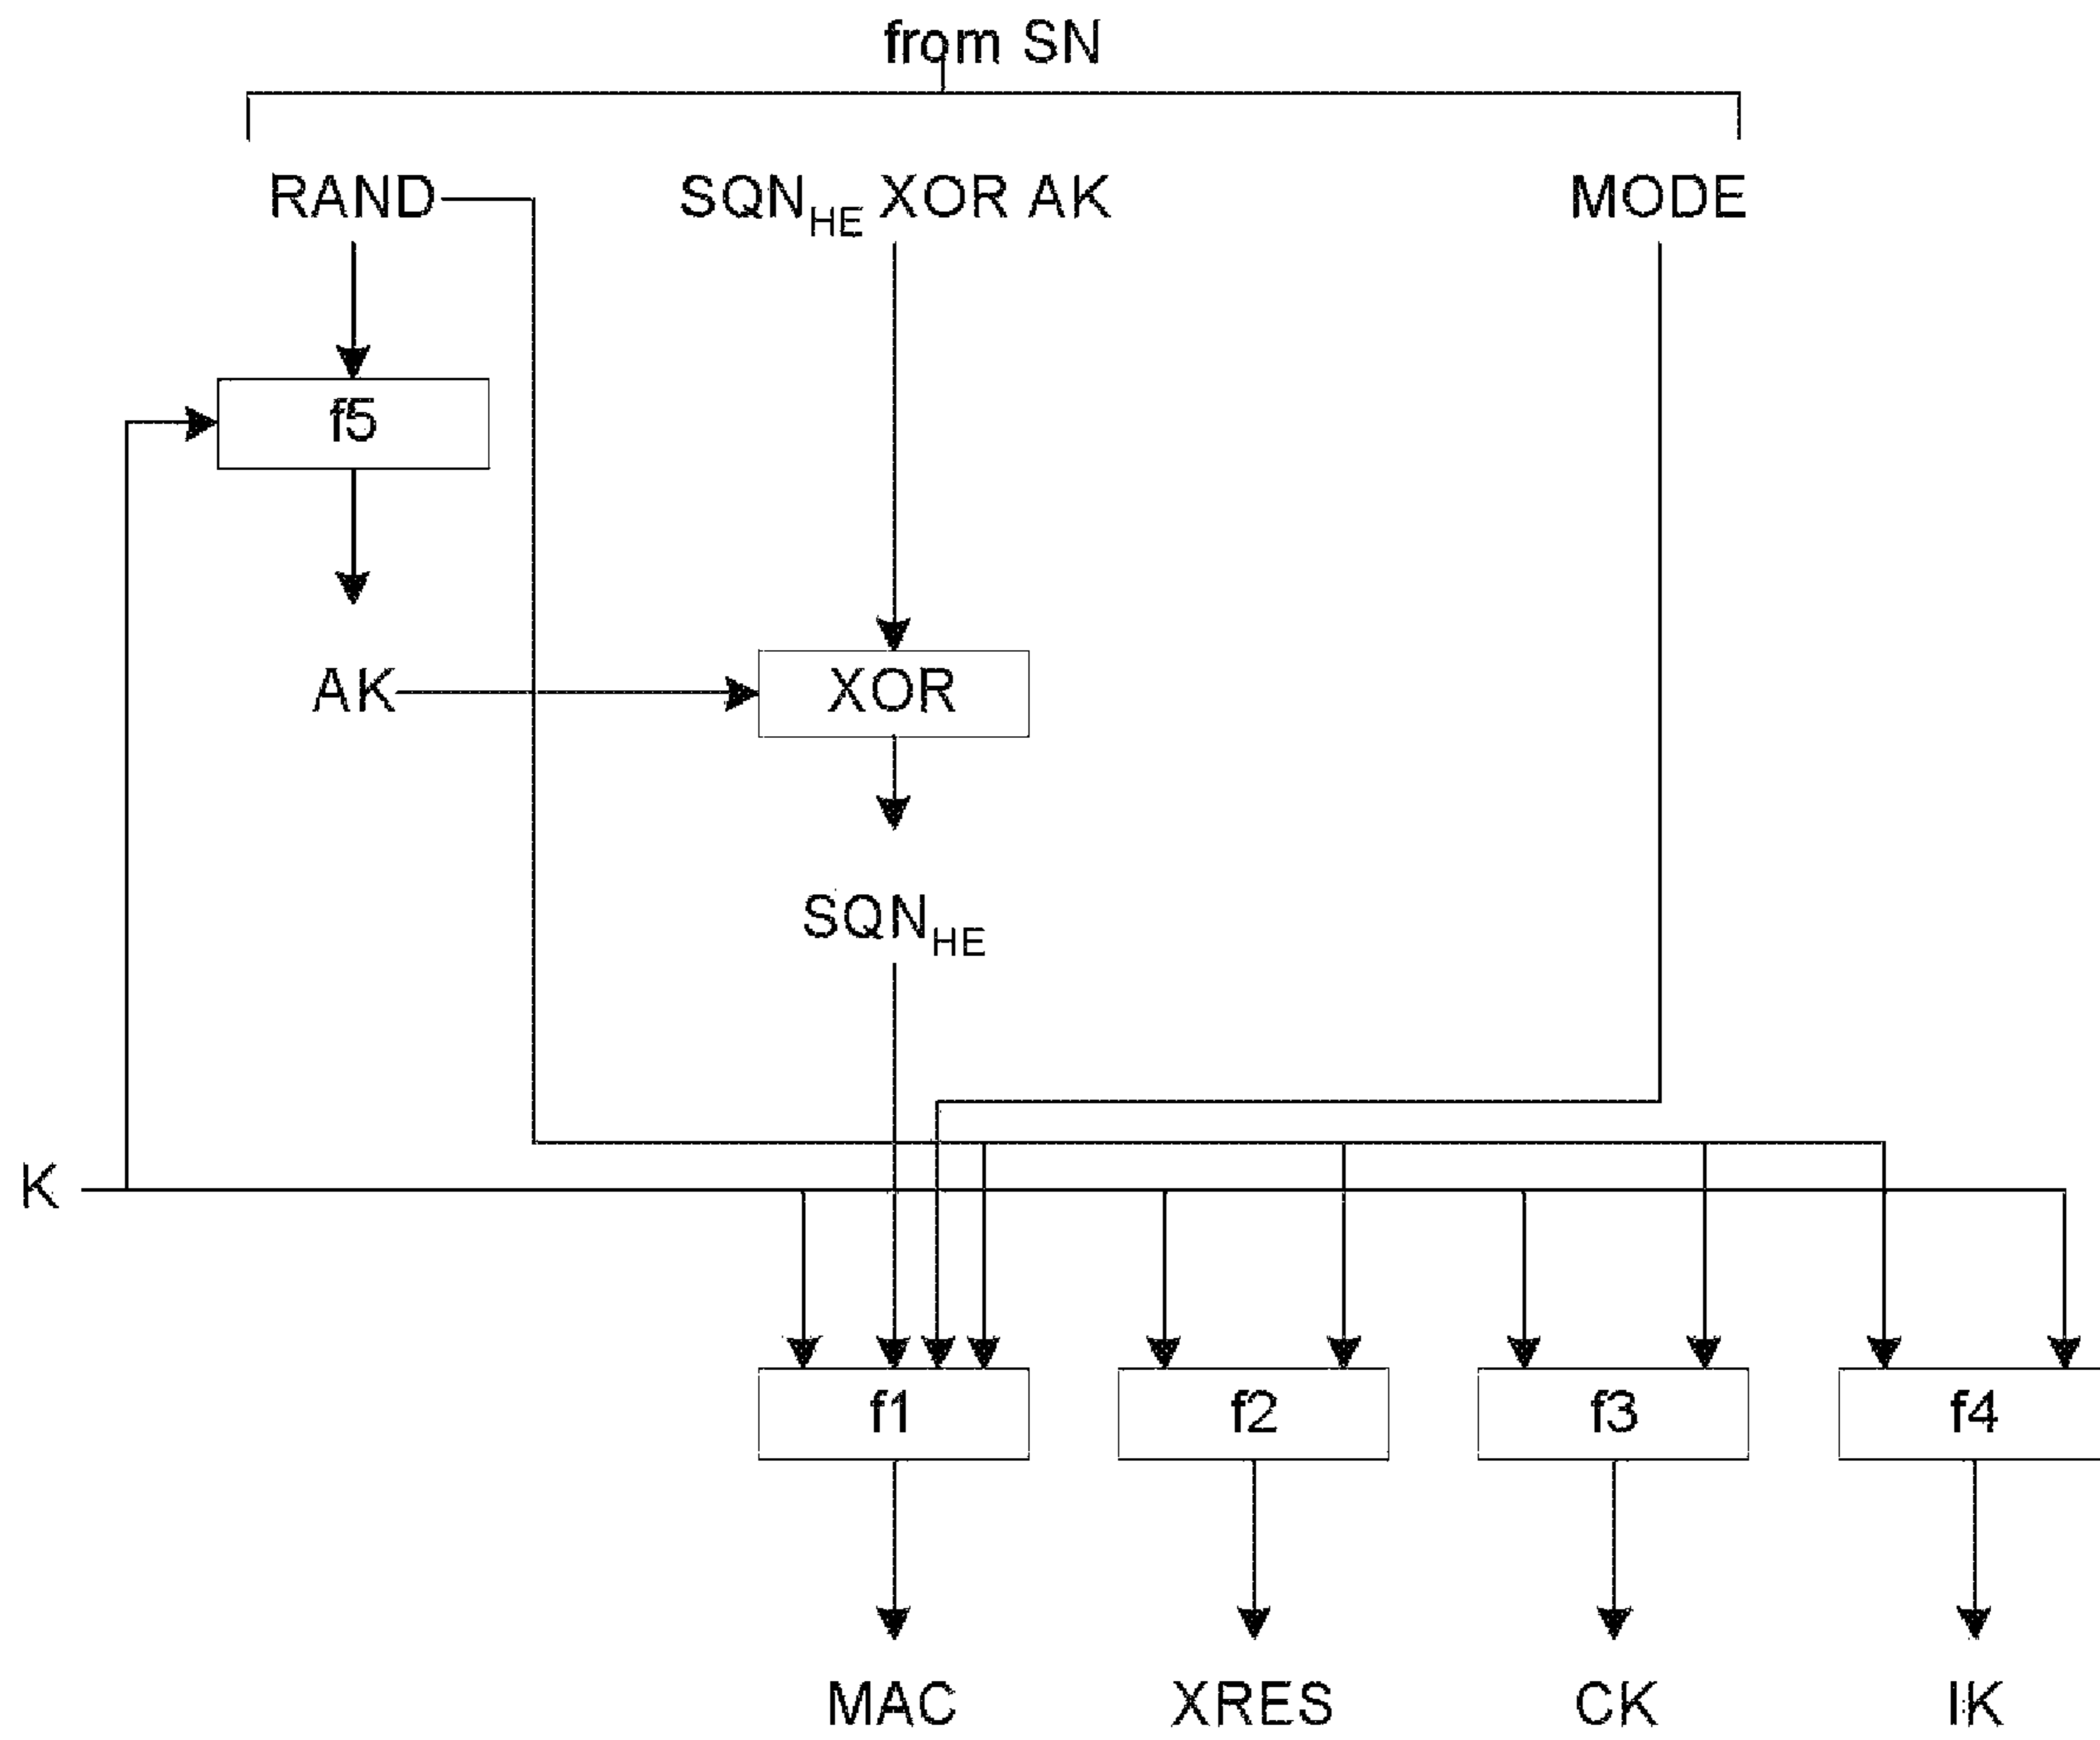 from SN
RAND SQNHE XOR AK MODE
f5
AK XOR
SQNHE
K
f1 f2 f3 f4
MAC XRES CK IK